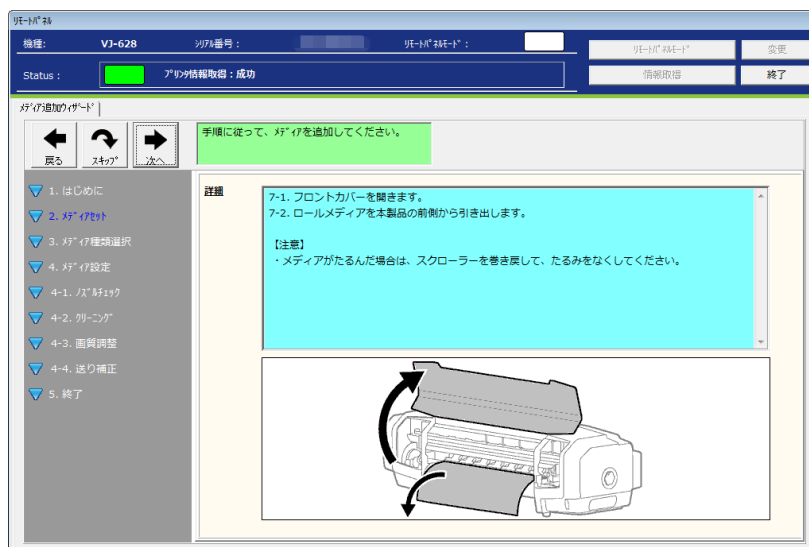 ﾘﾓｰﾄﾊﾟﾈﾙ
機種: VJ-628 ｼﾘｱﾙ番号： ﾘﾓｰﾄﾊﾟﾈﾙﾓｰﾄﾞ： ﾘﾓｰﾄﾊﾟﾈﾙﾓｰﾄﾞ 変更
Status： ﾌﾟﾘﾝﾀ情報取得：成功 情報取得 終了
ﾒﾃﾞｨｱ追加ｳｨｻﾞｰﾄﾞ
戻る ｽｷｯﾌﾟ 次へ
手順に従って、ﾒﾃﾞｨｱを追加してください。
1. はじめに
2. ﾒﾃﾞｨｱｾｯﾄ
3. ﾒﾃﾞｨｱ種類選択
4. ﾒﾃﾞｨｱ設定
4-1. ﾉｽﾞﾙﾁｪｯｸ
4-2. ｸﾘｰﾆﾝｸﾞ
4-3. 画質調整
4-4. 送り補正
5. 終了
詳細
7-1. フロントカバーを開きます。
7-2. ロールメディアを本製品の前側から引き出します。
【注意】
・メディアがたるんだ場合は、スクローラーを巻き戻して、たるみをなくしてください。